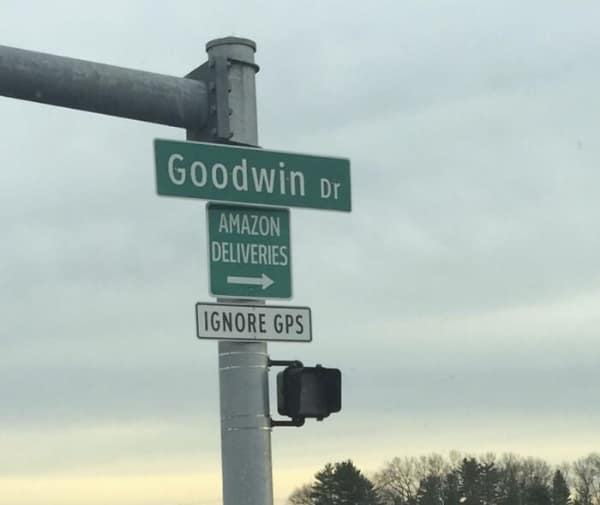 Goodwin Dr
AMAZON
DELIVERIES
→
IGNORE GPS